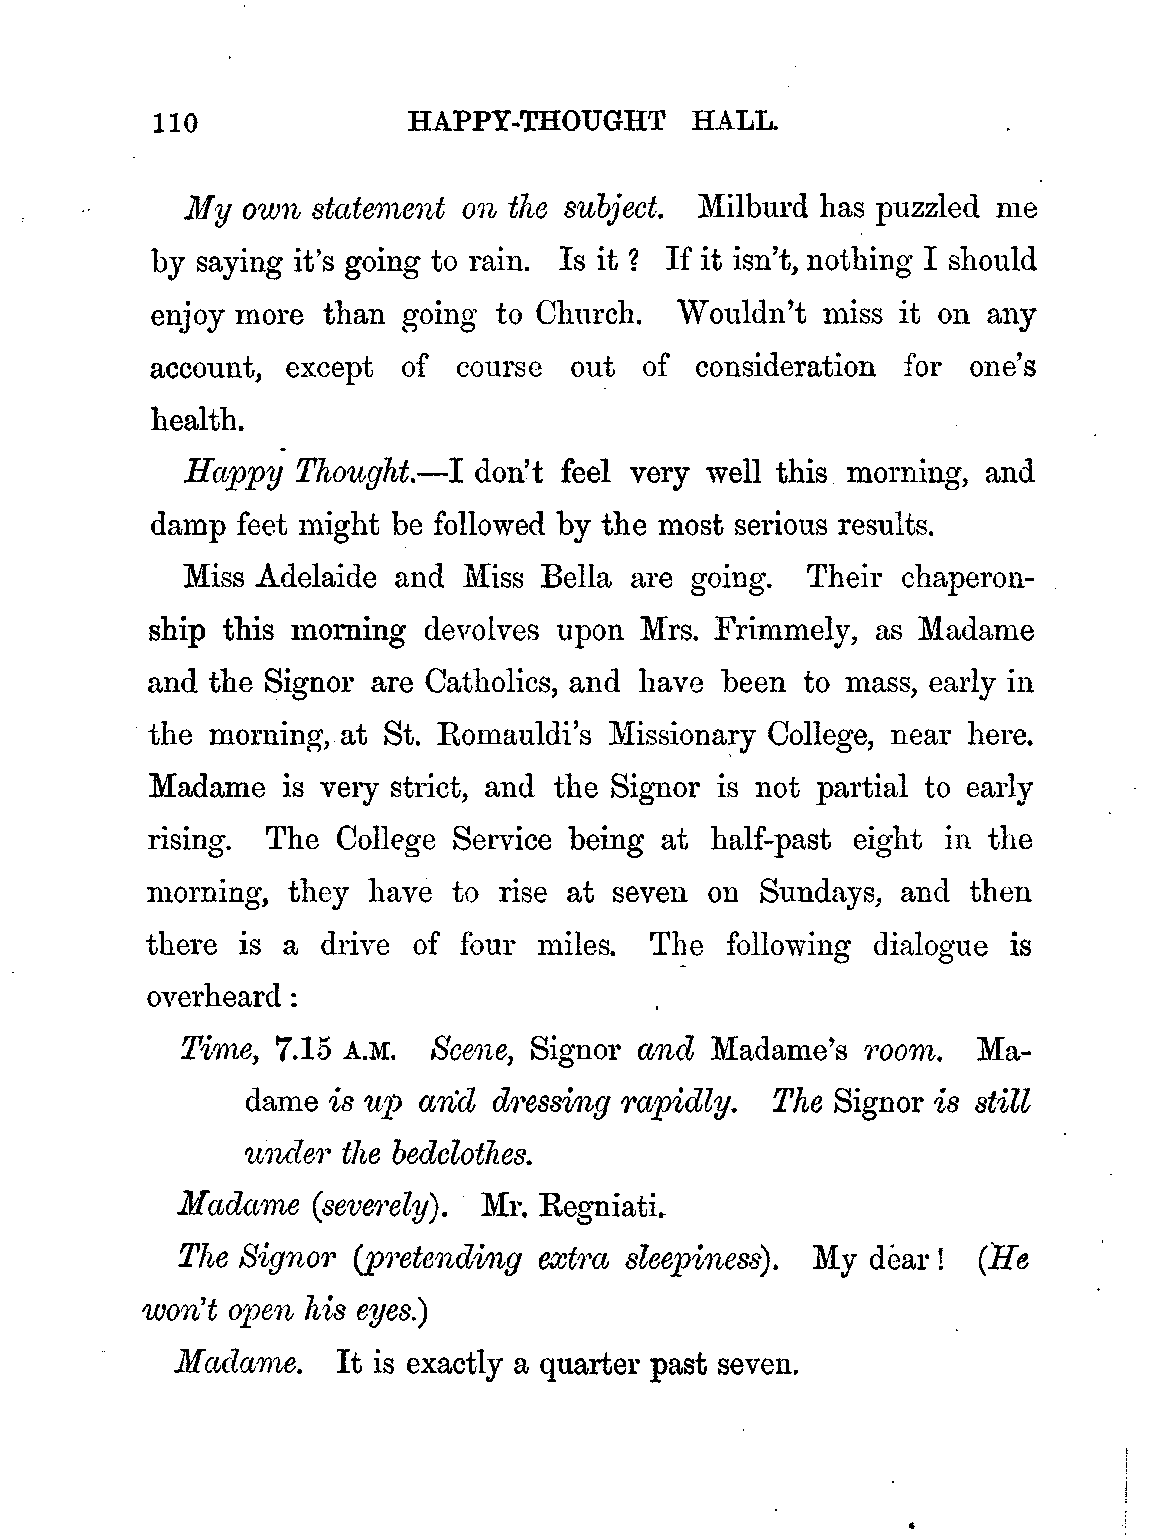 110 HAPPY-THOUGHT HALL.
My own statement on the subject. Milburd has puzzled me
by saying it's going to rain. Is it ? If it isn't, nothing I should
enjoy more than going to Church. Wouldn't miss it on any
account, except of course out of consideration for one's
health.
Happy Thought.—I don't feel very well this morning, and
damp feet might be followed by the most serious results.
Miss Adelaide and Miss Bella are going. Their chaperon-
ship this morning devolves upon Mrs. Frimmely, as Madame
and the Signor are Catholics, and have been to mass, early in
the morning, at St. Romauldi's Missionary College, near here.
Madame is very strict, and the Signor is not partial to early
rising. The College Service being at half-past eight in the
morning, they have to rise at seven on Sundays, and then
there is a drive of four miles. The following dialogue is
overheard :
Time, 7.15 A.M. Scene, Signor and Madame's room. Ma-
dame is up and dressing rapidly. The Signor is still
under the bedclothes.
Madame (severely). Mr. Regniati.
The Signor (pretending extra sleepiness). My dear ! (He
won't open his eyes.)
Madame. It is exactly a quarter past seven.